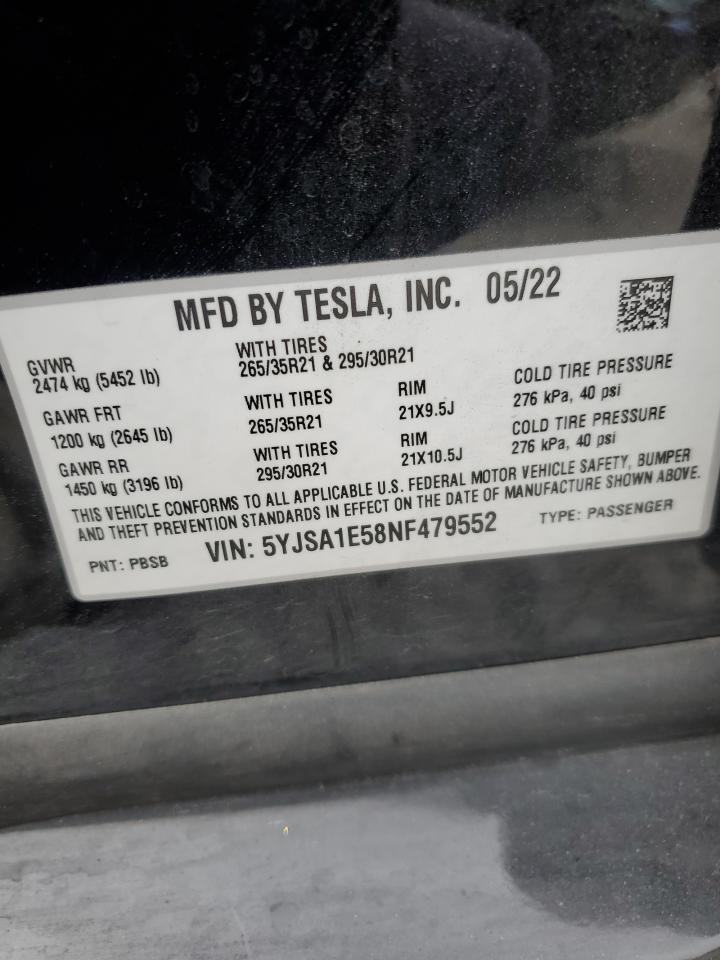 MFD BY TESLA, INC. 05/22
GVWR
2474 kg (5452 lb)
WITH TIRES
265/35R21 & 295/30R21
GAWR FRT
1200 kg (2645 lb)
WITH TIRES
265/35R21
RIM
21X9.5J
COLD TIRE PRESSURE
276 kPa, 40 psi
GAWR RR
1450 kg (3196 lb)
WITH TIRES
295/30R21
RIM
21X10.5J
COLD TIRE PRESSURE
276 kPa, 40 psi
THIS VEHICLE CONFORMS TO ALL APPLICABLE U.S. FEDERAL MOTOR VEHICLE SAFETY, BUMPER
AND THEFT PREVENTION STANDARDS IN EFFECT ON THE DATE OF MANUFACTURE SHOWN ABOVE.
PNT: PBSB VIN: 5YJSA1E58NF479552 TYPE: PASSENGER